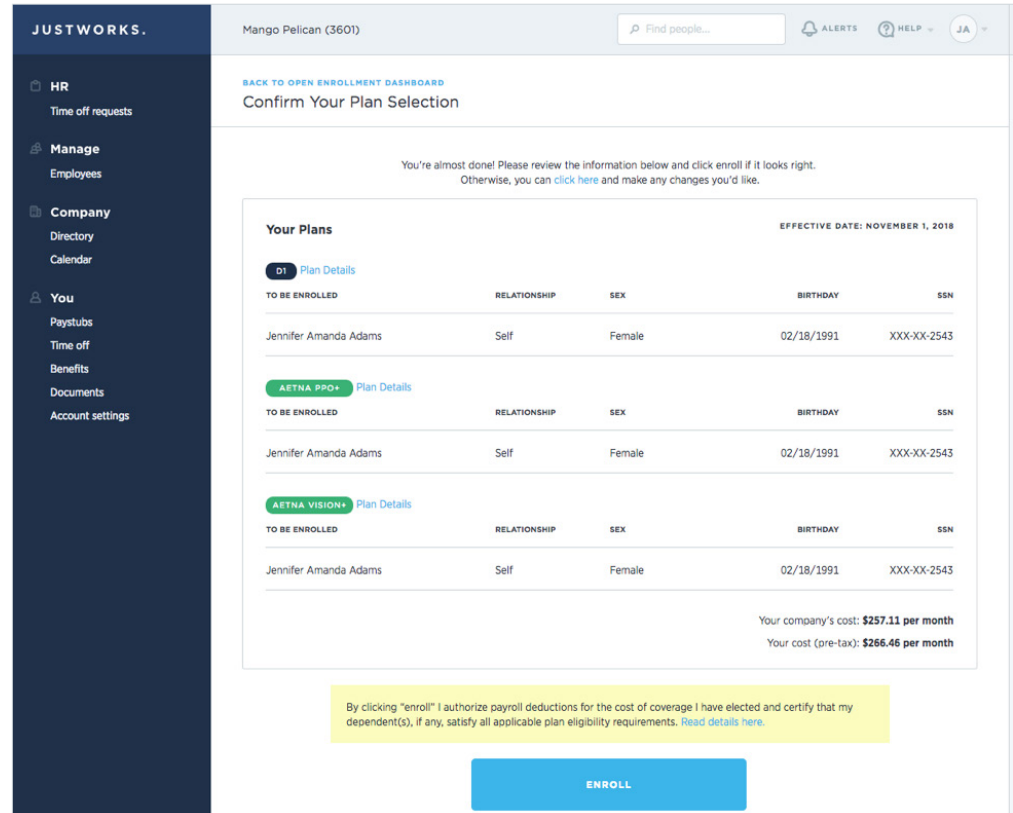 JUSTWORKS.
Mango Pelican (3601)
Find people...
ALERTS
HELP
JA
HR
Time off requests
Manage
Employees
Company
Directory
Calendar
You
Paystubs
Time off
Benefits
Documents
Account settings
BACK TO OPEN ENROLLMENT DASHBOARD
Confirm Your Plan Selection
You're almost done! Please review the information below and click enroll if it looks right.
Otherwise, you can click here and make any changes you'd like.
Your Plans EFFECTIVE DATE: NOVEMBER 1, 2018
D1 Plan Details
TO BE ENROLLED RELATIONSHIP SEX BIRTHDAY SSN
Jennifer Amanda Adams Self Female 02/18/1991 XXX-XX-2543
AETNA PPO+ Plan Details
TO BE ENROLLED RELATIONSHIP SEX BIRTHDAY SSN
Jennifer Amanda Adams Self Female 02/18/1991 XXX-XX-2543
AETNA VISION+ Plan Details
TO BE ENROLLED RELATIONSHIP SEX BIRTHDAY SSN
Jennifer Amanda Adams Self Female 02/18/1991 XXX-XX-2543
Your company's cost: $257.11 per month
Your cost (pre-tax): $266.46 per month
By clicking "enroll" I authorize payroll deductions for the cost of coverage I have elected and certify that my
dependent(s), if any, satisfy all applicable plan eligibility requirements. Read details here.
ENROLL